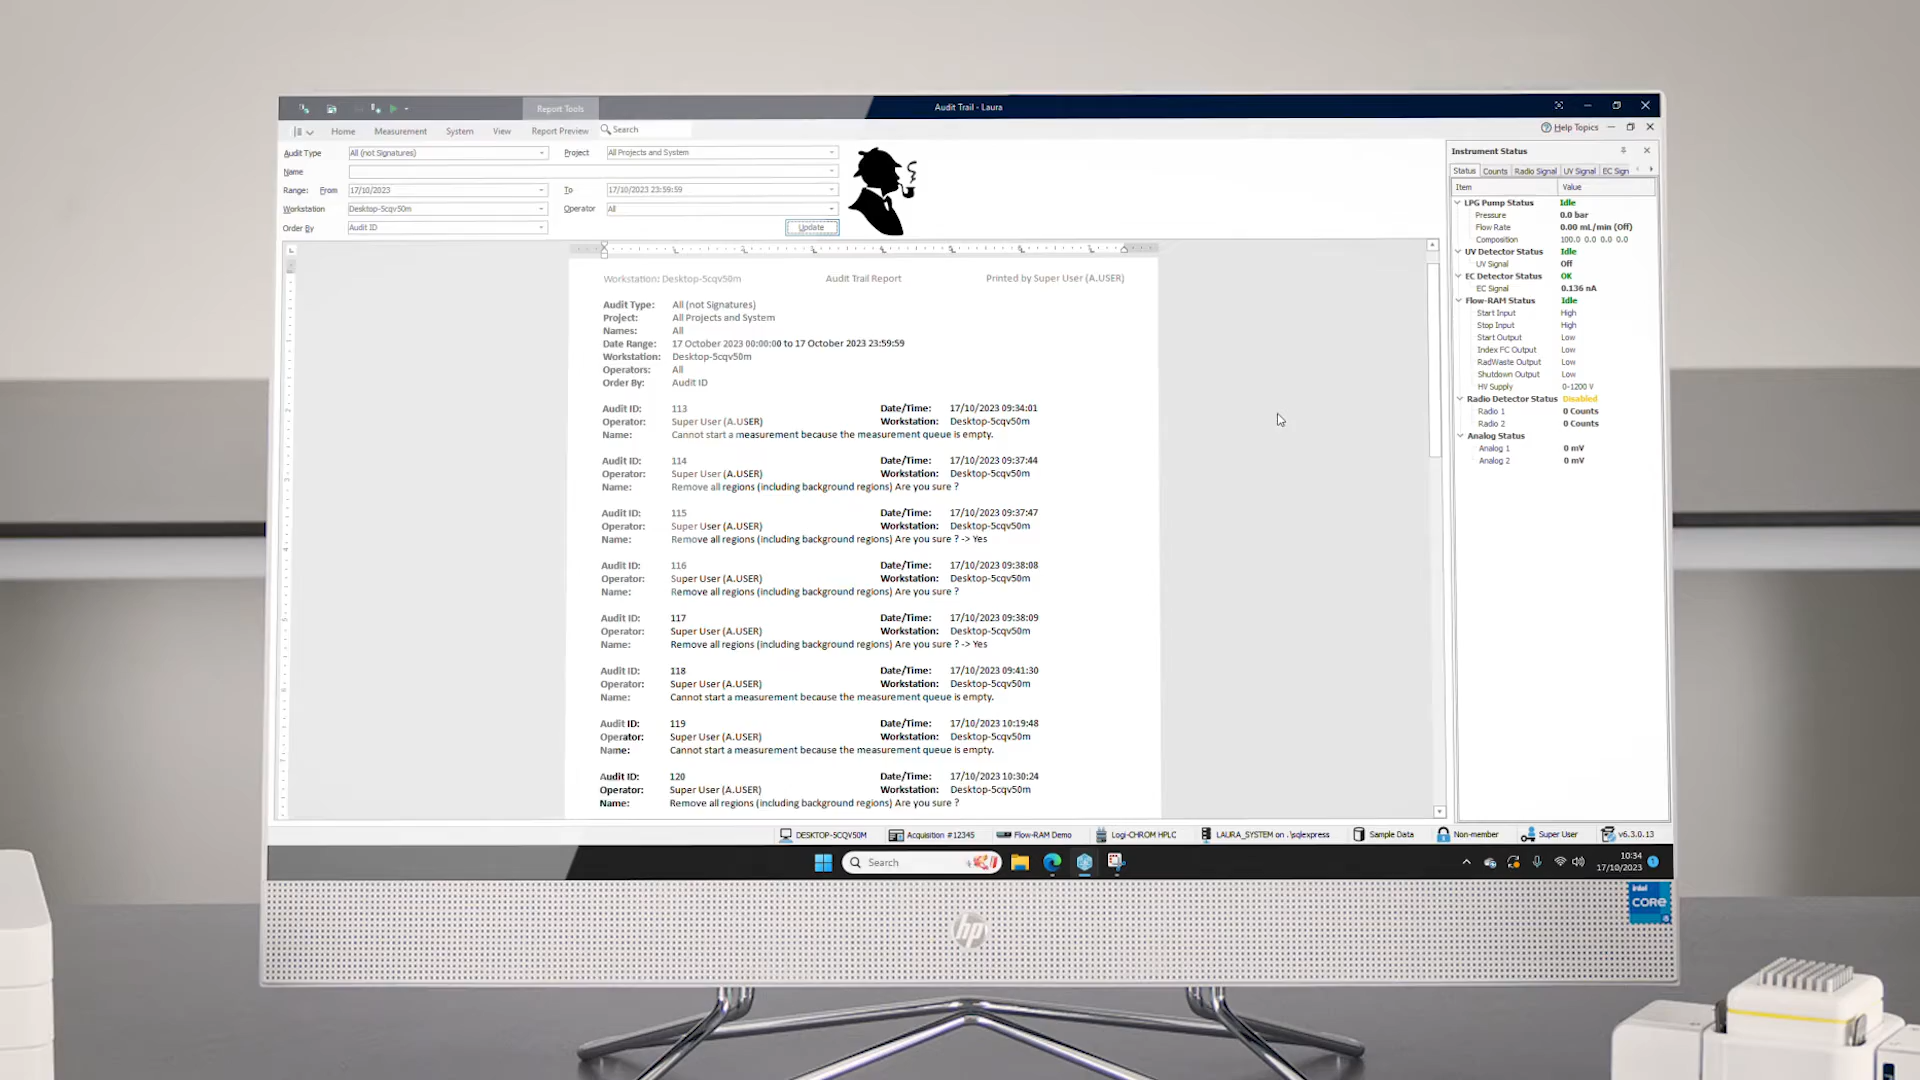 Report Tools
Audit Trail - Laura
Home Measurement System View Report Preview Search
Help Topics
Audit Type All (not Signatures) Project All Projects and System
Name
Range: From 17/10/2023 To 17/10/2023 23:59:59
Workstation Desktop-5cqv50m Operator All
Order By Audit ID
Update
Workstation: Desktop-5cqv50m Audit Trail Report Printed by Super User (A.USER)
Audit Type: All (not Signatures)
Project: All Projects and System
Names: All
Date Range: 17 October 2023 00:00:00 to 17 October 2023 23:59:59
Workstation: Desktop-5cqv50m
Operators: All
Order By: Audit ID
Audit ID: 113 Date/Time: 17/10/2023 09:34:01
Operator: Super User (A.USER) Workstation: Desktop-5cqv50m
Name: Cannot start a measurement because the measurement queue is empty.
Audit ID: 114 Date/Time: 17/10/2023 09:37:44
Operator: Super User (A.USER) Workstation: Desktop-5cqv50m
Name: Remove all regions (including background regions) Are you sure ?
Audit ID: 115 Date/Time: 17/10/2023 09:37:47
Operator: Super User (A.USER) Workstation: Desktop-5cqv50m
Name: Remove all regions (including background regions) Are you sure ? -> Yes
Audit ID: 116 Date/Time: 17/10/2023 09:38:08
Operator: Super User (A.USER) Workstation: Desktop-5cqv50m
Name: Remove all regions (including background regions) Are you sure ?
Audit ID: 117 Date/Time: 17/10/2023 09:38:09
Operator: Super User (A.USER) Workstation: Desktop-5cqv50m
Name: Remove all regions (including background regions) Are you sure ? -> Yes
Audit ID: 118 Date/Time: 17/10/2023 09:41:30
Operator: Super User (A.USER) Workstation: Desktop-5cqv50m
Name: Cannot start a measurement because the measurement queue is empty.
Audit ID: 119 Date/Time: 17/10/2023 10:19:48
Operator: Super User (A.USER) Workstation: Desktop-5cqv50m
Name: Cannot start a measurement because the measurement queue is empty.
Audit ID: 120 Date/Time: 17/10/2023 10:30:24
Operator: Super User (A.USER) Workstation: Desktop-5cqv50m
Name: Remove all regions (including background regions) Are you sure ?
Instrument Status
Status Counts Radio Signal UV Signal EC Sign
Item Value
LPG Pump Status Idle
Pressure 0.0 bar
Flow Rate 0.00 mL/min (Off)
Composition 100.0 0.0 0.0 0.0
UV Detector Status Idle
UV Signal Off
EC Detector Status OK
EC Signal 0.136 nA
Flow-RAM Status Idle
Start Input High
Stop Input High
Start Output Low
Index FC Output Low
RadWaste Output Low
Shutdown Output Low
HV Supply 0-1200 V
Radio Detector Status Disabled
Radio 1 0 Counts
Radio 2 0 Counts
Analog Status
Analog 1 0 mV
Analog 2 0 mV
DESKTOP-5CQV50M Acquisition #12345 Flow-RAM Demo Logi-CHROM HPLC LAURA_SYSTEM on .\sqlexpress Sample Data Non-member Super User v6.3.0.13
Search
10:34
17/10/2023
1
intel
CORE
i5
hp